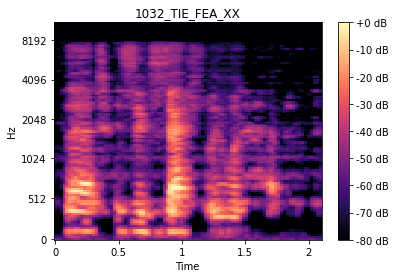 1032_TIE_FEA_XX
+0 dB
8192
-10 dB
4096
-20 dB
-30 dB
Hz
2048
-40 dB
1024
-50 dB
512
-60 dB
-70 dB
0
-80 dB
0
0.5
1
1.5
2
Time